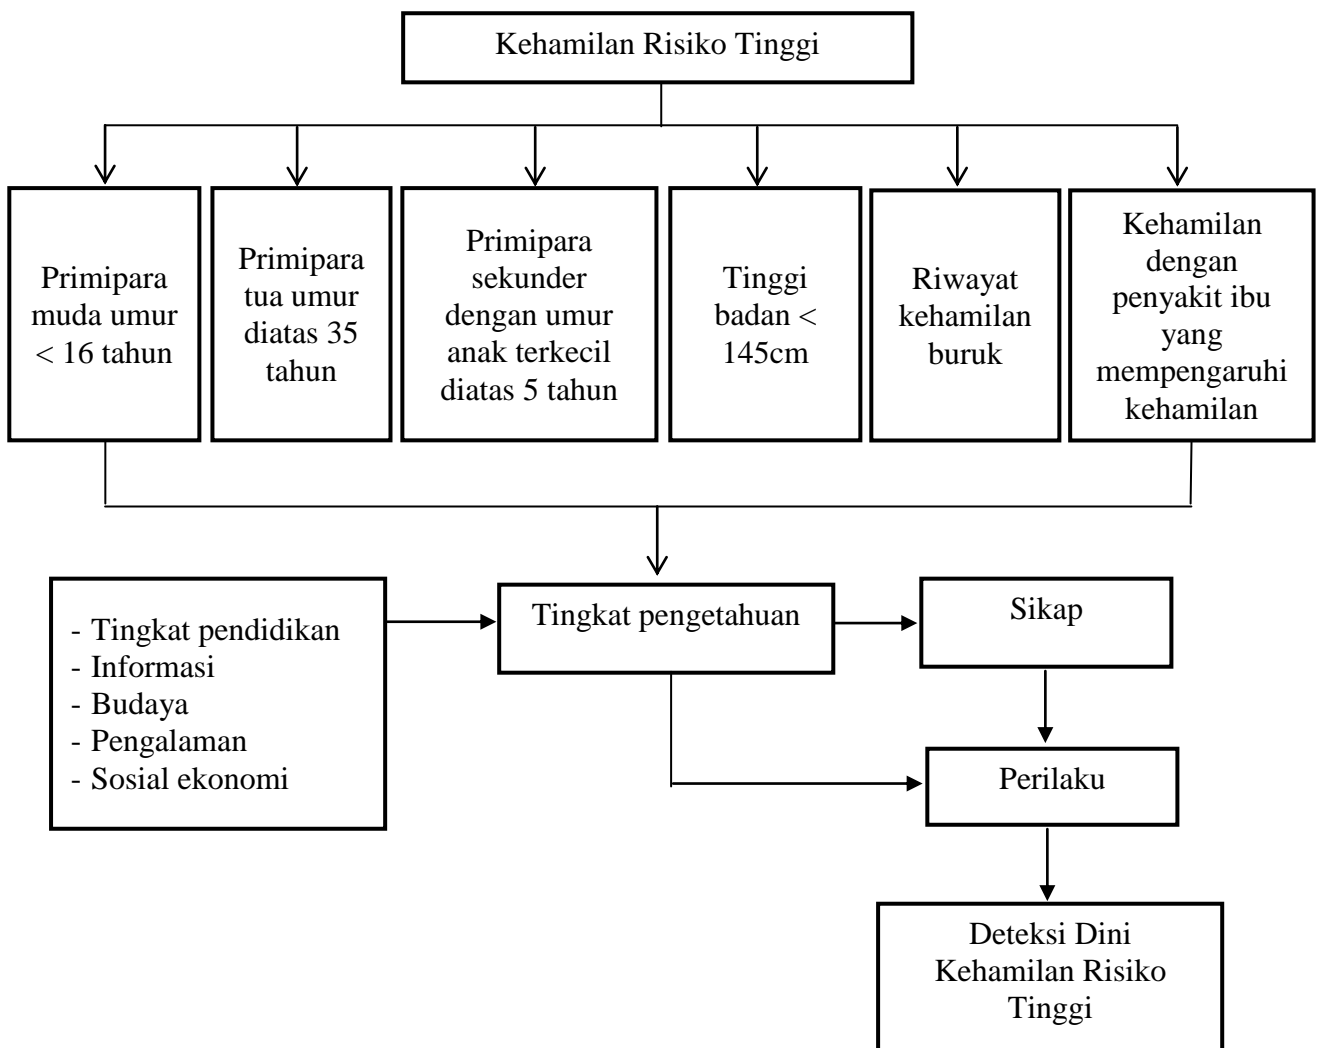 Kehamilan Risiko Tinggi
Primipara
muda umur
< 16 tahun
Primipara
tua umur
diatas 35
tahun
Primipara
sekunder
dengan umur
anak terkecil
diatas 5 tahun
Tinggi
badan <
145cm
Riwayat
kehamilan
buruk
Kehamilan
dengan
penyakit ibu
yang
mempengaruhi
kehamilan
- Tingkat pendidikan
- Informasi
- Budaya
- Pengalaman
- Sosial ekonomi
Tingkat pengetahuan
Sikap
Perilaku
Deteksi Dini
Kehamilan Risiko
Tinggi